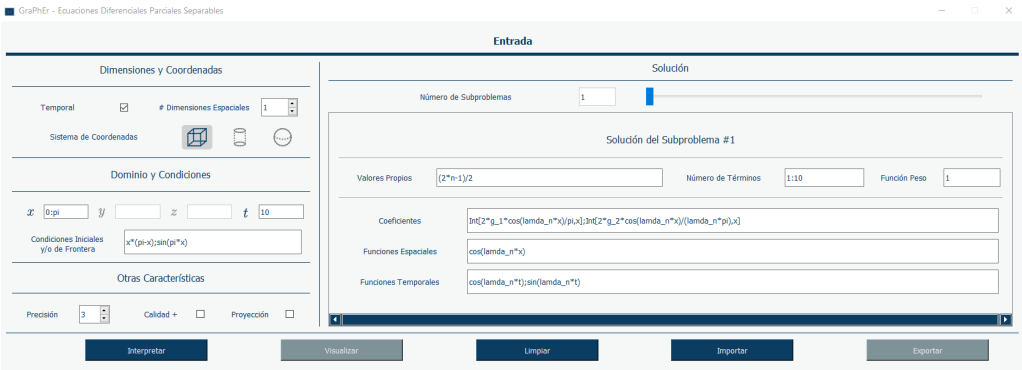 GraPhEr - Ecuaciones Diferenciales Parciales Separables
Entrada
Dimensiones y Coordenadas
Temporal
# Dimensiones Espaciales 1
Sistema de Coordenadas
Dominio y Condiciones
x 0:pi y z t 10
Condiciones Iniciales
y/o de Frontera
x*(pi-x);sin(pi*x)
Otras Características
Precisión 3 Calidad + Proyección
Solución
Número de Subproblemas 1
Solución del Subproblema #1
Valores Propios (2*n-1)/2 Número de Términos 1:10 Función Peso 1
Coeficientes Int[2*g_1*cos(lamda_n*x)/pi,x];Int[2*g_2*cos(lamda_n*x)/(lamda_n*pi),x]
Funciones Espaciales cos(lamda_n*x)
Funciones Temporales cos(lamda_n*t);sin(lamda_n*t)
Interpretar Visualizar Limpiar Importar Exportar